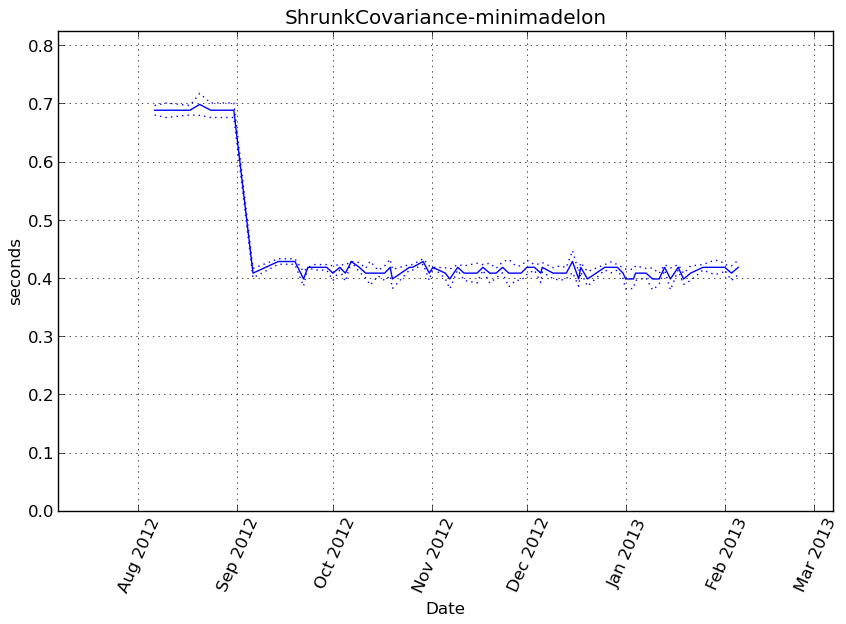 ShrunkCovariance-minimadelon
0.8
0.7
0.6
0.5
0.4
0.3
0.2
0.1
0.0
seconds
Aug 2012
Sep 2012
Oct 2012
Nov 2012
Dec 2012
Jan 2013
Feb 2013
Mar 2013
Date